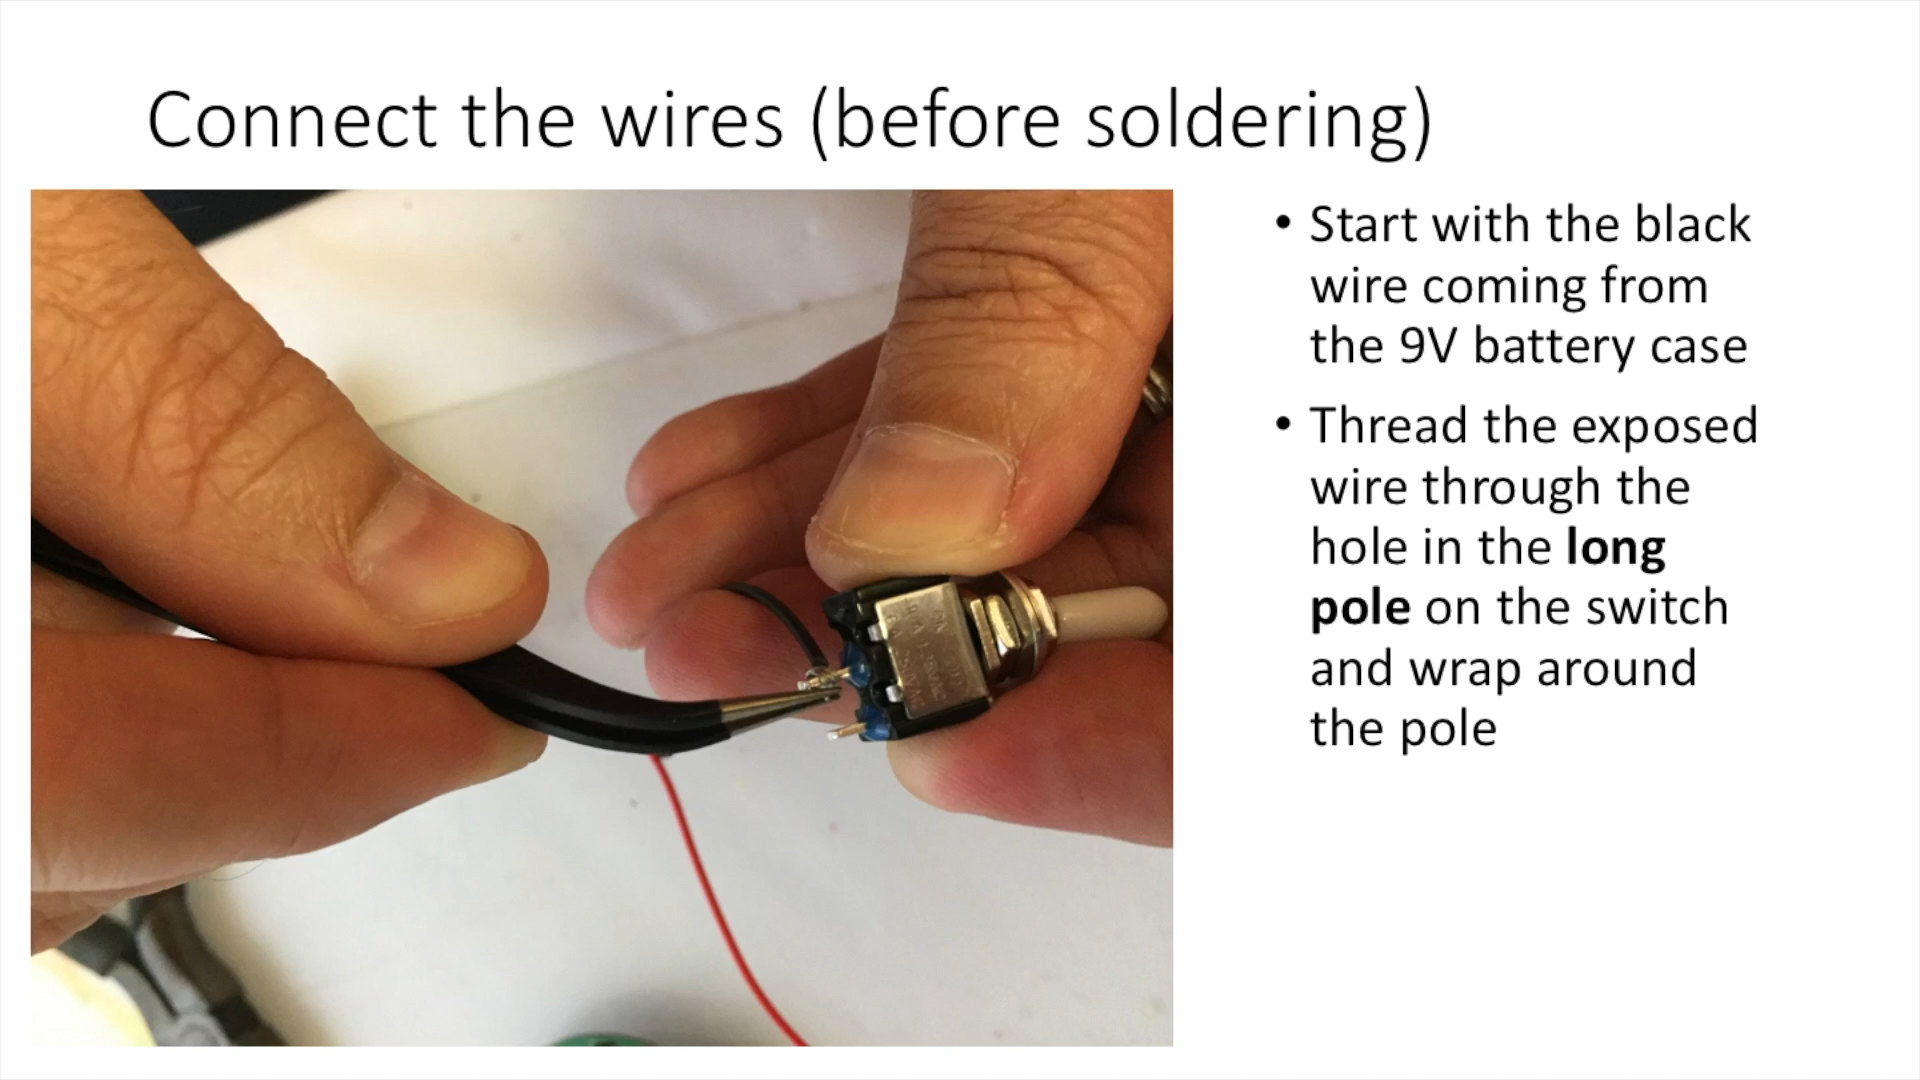 Connect the wires (before soldering)
• Start with the black
wire coming from
the 9V battery case
• Thread the exposed
wire through the
hole in the long
pole on the switch
and wrap around
the pole